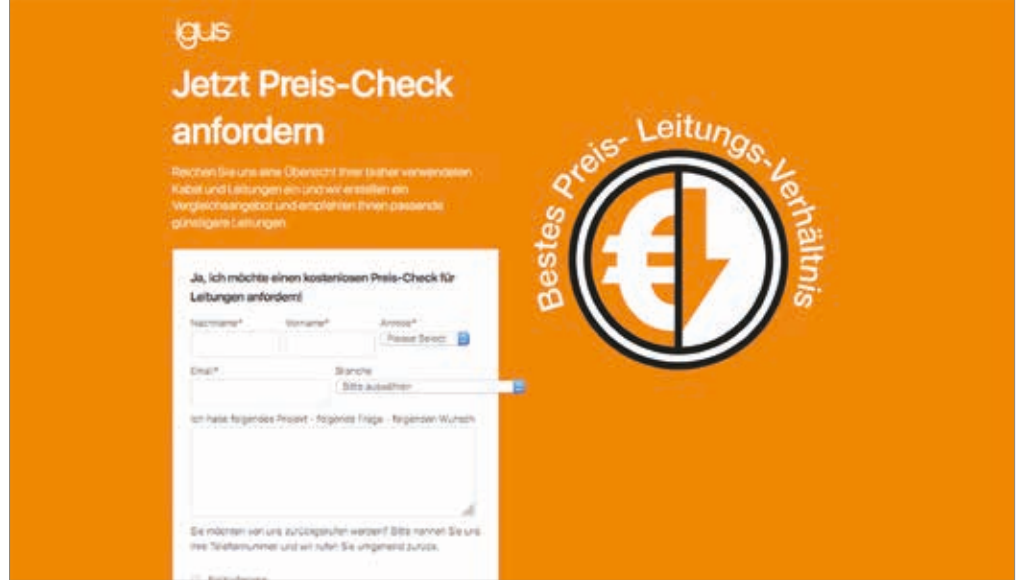 igus
Jetzt Preis-Check
anfordern
Reichen Sie uns eine Übersicht Ihrer bisher verwendeten
Kabel und Leitungen ein und wir erstellen ein
Vergleichsangebot und empfehlen Ihnen passende
günstigere Leitungen
Bestes Preis- Leitungs-Verhältnis
€
Ja, ich möchte einen kostenlosen Preis-Check für
Leitungen anfordern!
Nachname* Vorname* Anrede*
Please Select
Email* Branche
Bitte auswählen
Ich habe folgendes Projekt - folgende Frage - folgenden Wunsch
Sie möchten von uns zurückgerufen werden? Bitte nennen Sie uns
Ihre Telefonnummer und wir rufen Sie umgehend zurück.